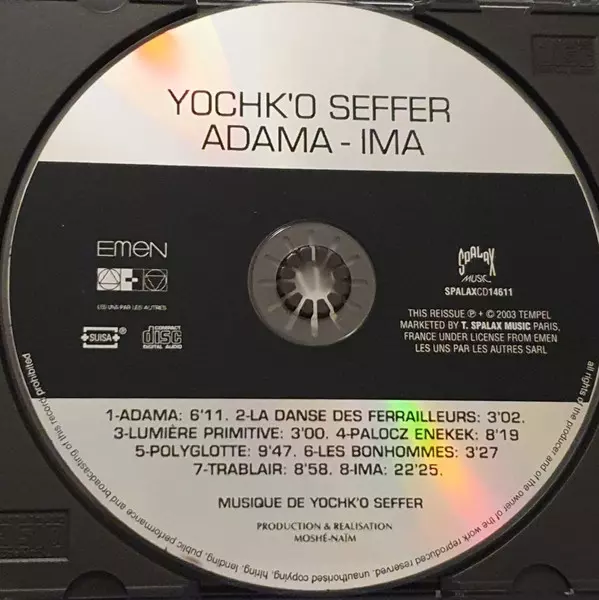 YOCHK'O SEFFER
ADAMA - IMA
EMEN
LES UNS PAR LES AUTRES
SUISA
COMPACT
disc
DIGITAL AUDIO
SPALAX
MUSIC
SPALAXCD14611
THIS REISSUE ℗ + © 2003 TEMPEL
MARKETED BY T. SPALAX MUSIC PARIS,
FRANCE UNDER LICENSE FROM EMEN
LES UNS PAR LES AUTRES SARL
1-ADAMA: 6'11. 2-LA DANSE DES FERRAILLEURS: 3'02.
3-LUMIÈRE PRIMITIVE: 3'00. 4-PALOCZ ENEKEK: 8'19
5-POLYGLOTTE: 9'47. 6-LES BONHOMMES: 3'27
7-TRABLAIR: 8'58. 8-IMA: 22'25.
MUSIQUE DE YOCHK'O SEFFER
PRODUCTION & REALISATION
MOSHÉ-NAÏM
all rights of the producer and of the owner of the work reproduced reserved. unauthorised copying, hiring, lending, public performance and broadcasting of this record prohibited